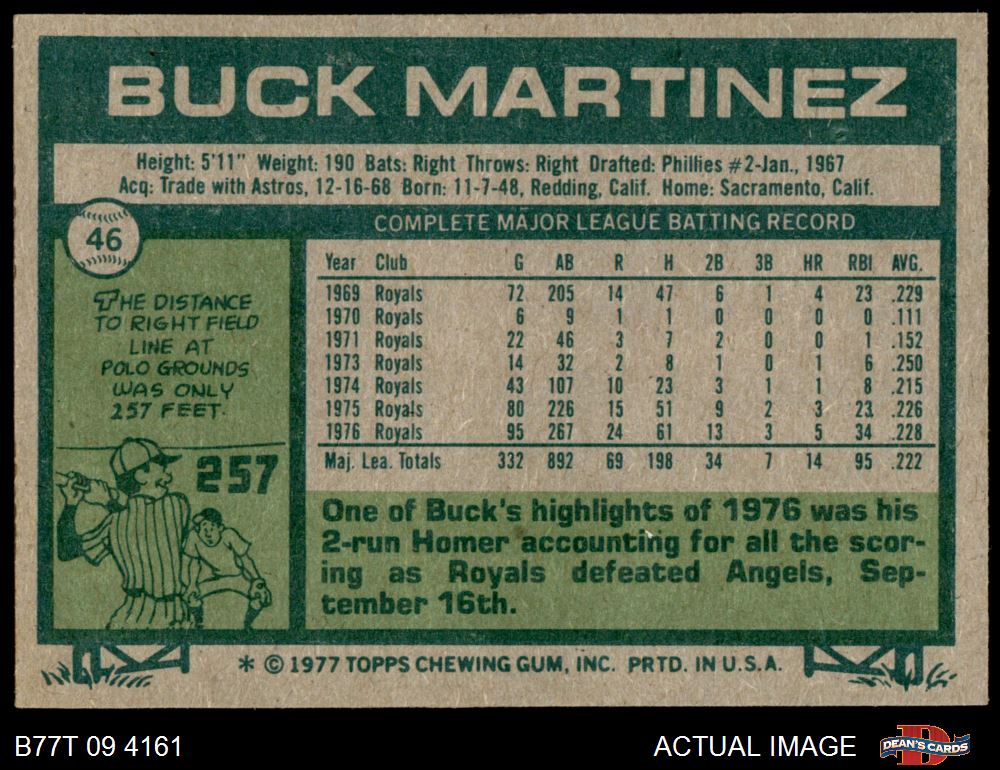 BUCK MARTINEZ
Height: 5'11" Weight: 190 Bats: Right Throws: Right Drafted: Phillies #2-Jan., 1967
Acq: Trade with Astros, 12-16-68 Born: 11-7-48, Redding, Calif. Home: Sacramento, Calif.
46
THE DISTANCE
TO RIGHT FIELD
LINE AT
POLO GROUNDS
WAS ONLY
257 FEET.
257
COMPLETE MAJOR LEAGUE BATTING RECORD
Year Club G AB R H 2B 3B HR RBI AVG.
1969 Royals 72 205 14 47 6 1 4 23 .229
1970 Royals 6 9 1 1 0 0 0 0 .111
1971 Royals 22 46 3 7 2 0 0 1 .152
1973 Royals 14 32 2 8 1 0 1 6 .250
1974 Royals 43 107 10 23 3 1 1 8 .215
1975 Royals 80 226 15 51 9 2 3 23 .226
1976 Royals 95 267 24 61 13 3 5 34 .228
Maj. Lea. Totals 332 892 69 198 34 7 14 95 .222
One of Buck's highlights of 1976 was his
2-run Homer accounting for all the scor-
ing as Royals defeated Angels, Sep-
tember 16th.
* © 1977 TOPPS CHEWING GUM, INC. PRTD. IN U.S.A.
B77T 09 4161
ACTUAL IMAGE
D
DEAN'S CARDS